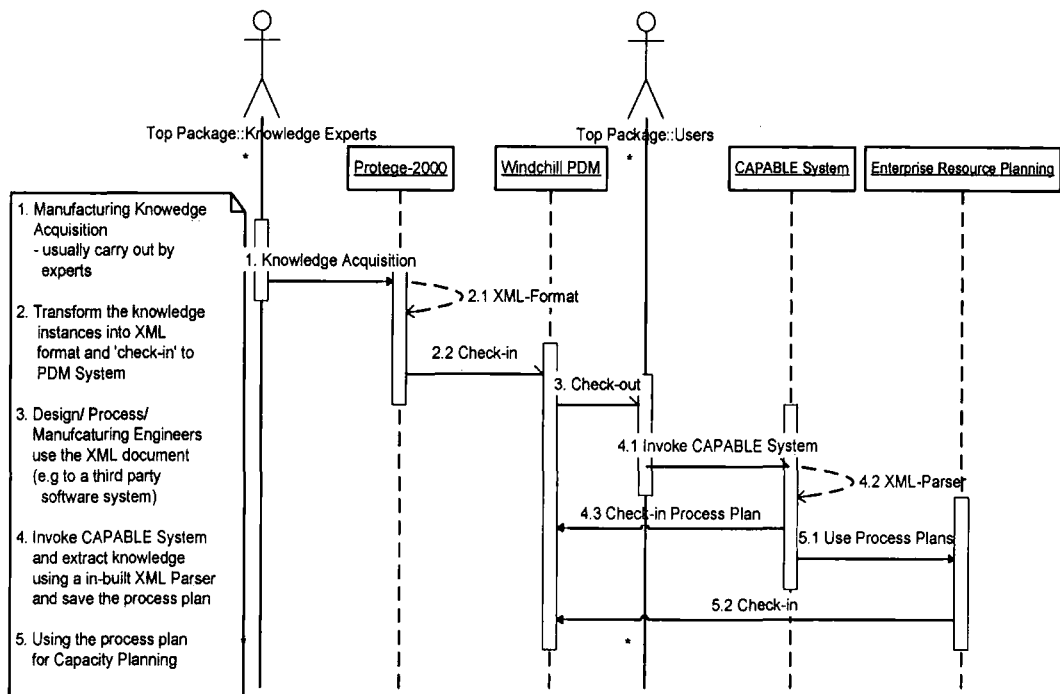 Top Package::Knowledge Experts
Top Package::Users
*
*
Protege-2000
Windchill PDM
CAPABLE System
Enterprise Resource Planning
1. Manufacturing Knowedge
Acquisition
- usually carry out by
experts
2. Transform the knowledge
instances into XML
format and 'check-in' to
PDM System
3. Design/ Process/
Manufcaturing Engineers
use the XML document
(e.g to a third party
software system)
4. Invoke CAPABLE System
and extract knowledge
using a in-built XML Parser
and save the process plan
5. Using the process plan
for Capacity Planning
1. Knowledge Acquisition
2.1 XML-Format
2.2 Check-in
3. Check-out
4.1 Invoke CAPABLE System
4.2 XML-Parser
4.3 Check-in Process Plan
5.1 Use Process Plans
5.2 Check-in
*